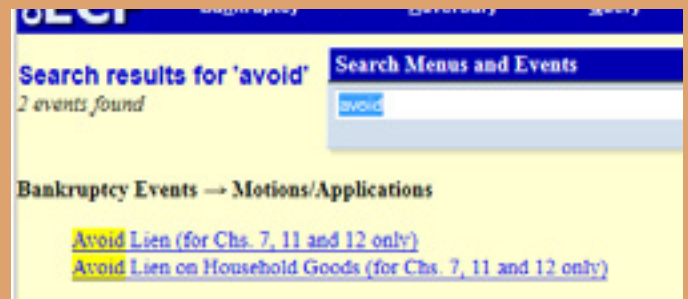 ECF Bankruptcy Adversary Query
Search results for 'avoid'
2 events found
Search Menus and Events
avoid
Bankruptcy Events → Motions/Applications
Avoid Lien (for Chs. 7, 11 and 12 only)
Avoid Lien on Household Goods (for Chs. 7, 11 and 12 only)